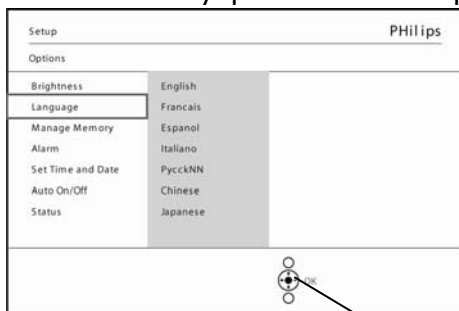 Setup
PHilips
Options
Brightness
Language
Manage Memory
Alarm
Set Time and Date
Auto On/Off
Status
English
Francais
Espanol
Italiano
PycckNN
Chinese
Japanese
OK